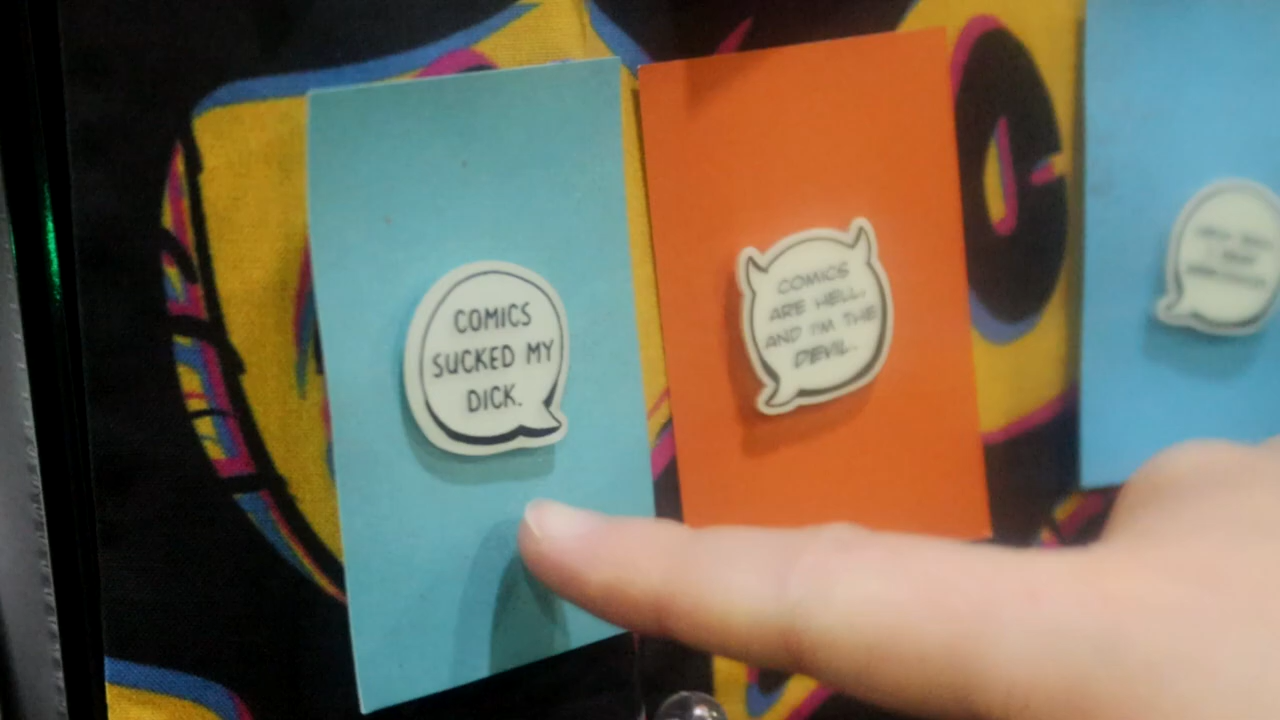 COMICS
SUCKED MY
DICK.
COMICS
ARE HELL,
AND I'M THE
DEVIL.